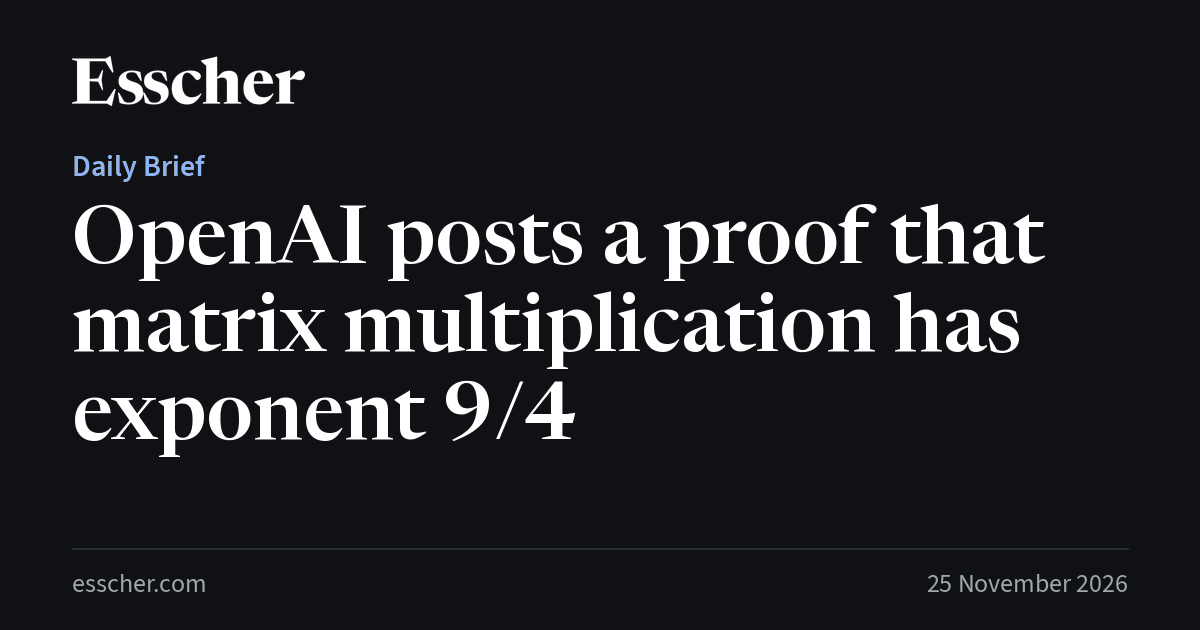 Esscher
Daily Brief
OpenAI posts a proof that
matrix multiplication has
exponent 9/4
esscher.com
25 November 2026